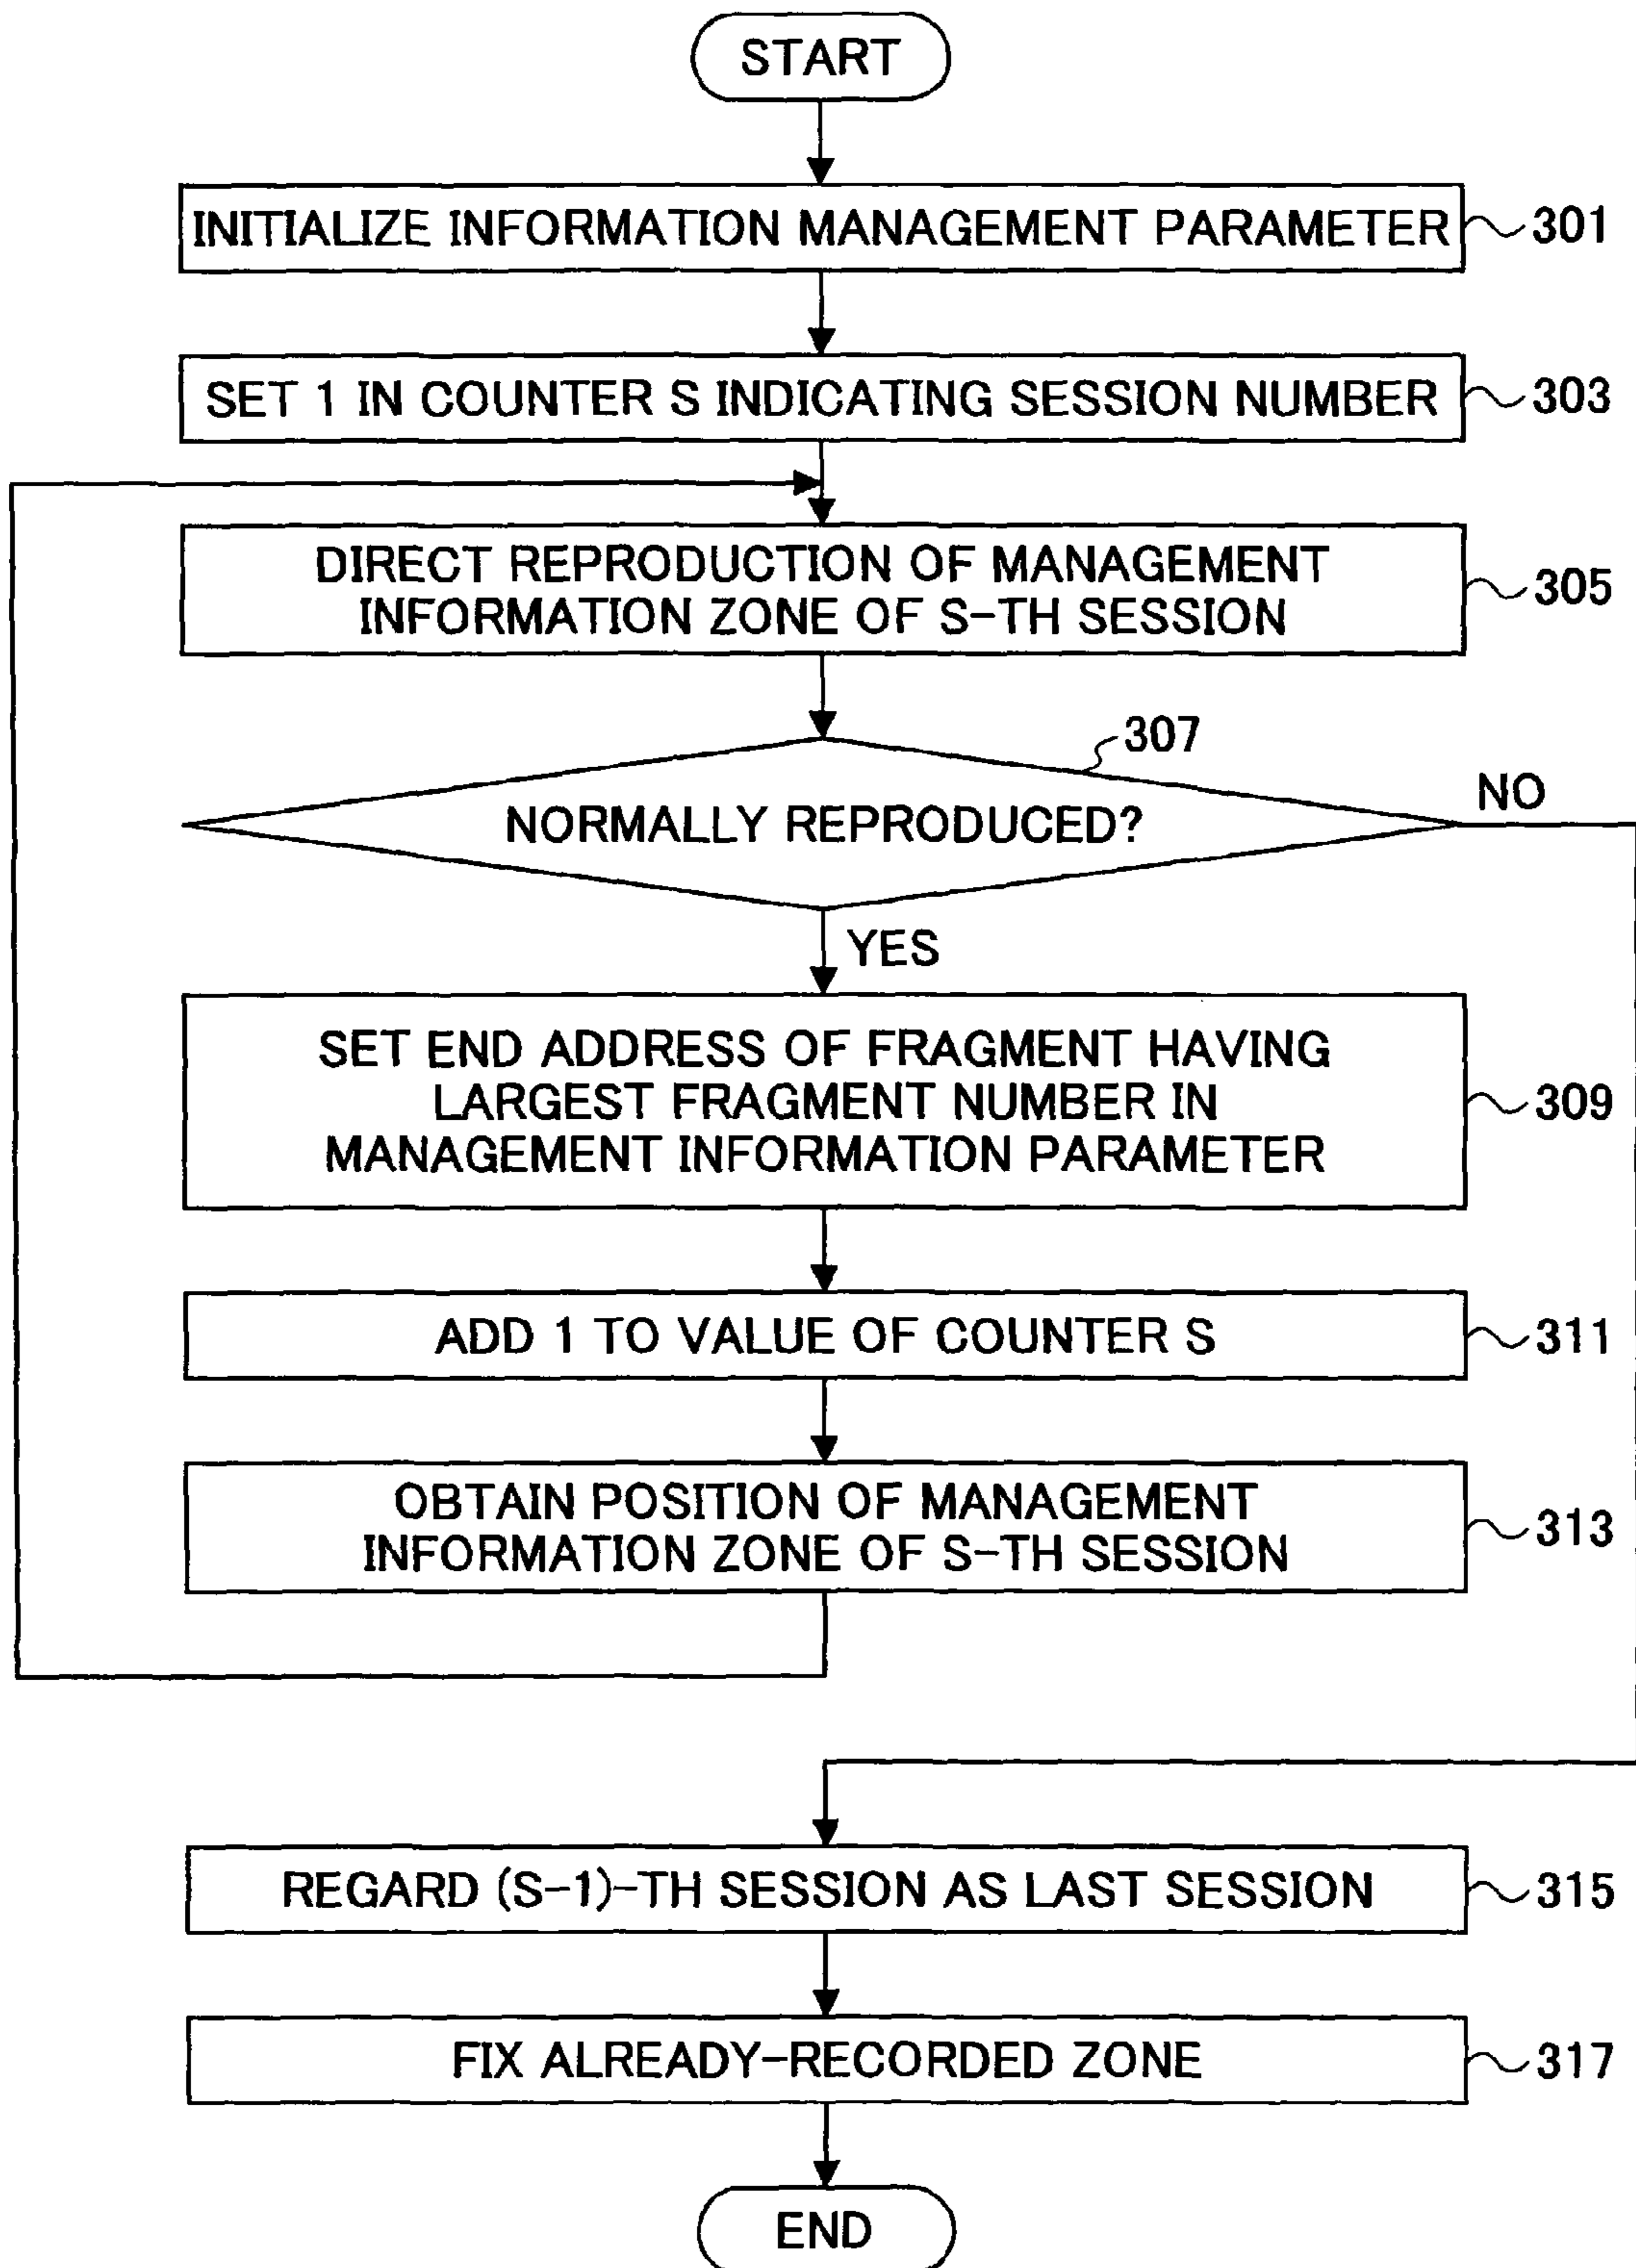 START
INITIALIZE INFORMATION MANAGEMENT PARAMETER
301
SET 1 IN COUNTER S INDICATING SESSION NUMBER
303
DIRECT REPRODUCTION OF MANAGEMENT
INFORMATION ZONE OF S-TH SESSION
305
307
NORMALLY REPRODUCED?
NO
YES
SET END ADDRESS OF FRAGMENT HAVING
LARGEST FRAGMENT NUMBER IN
MANAGEMENT INFORMATION PARAMETER
309
ADD 1 TO VALUE OF COUNTER S
311
OBTAIN POSITION OF MANAGEMENT
INFORMATION ZONE OF S-TH SESSION
313
REGARD (S-1)-TH SESSION AS LAST SESSION
315
FIX ALREADY-RECORDED ZONE
317
END